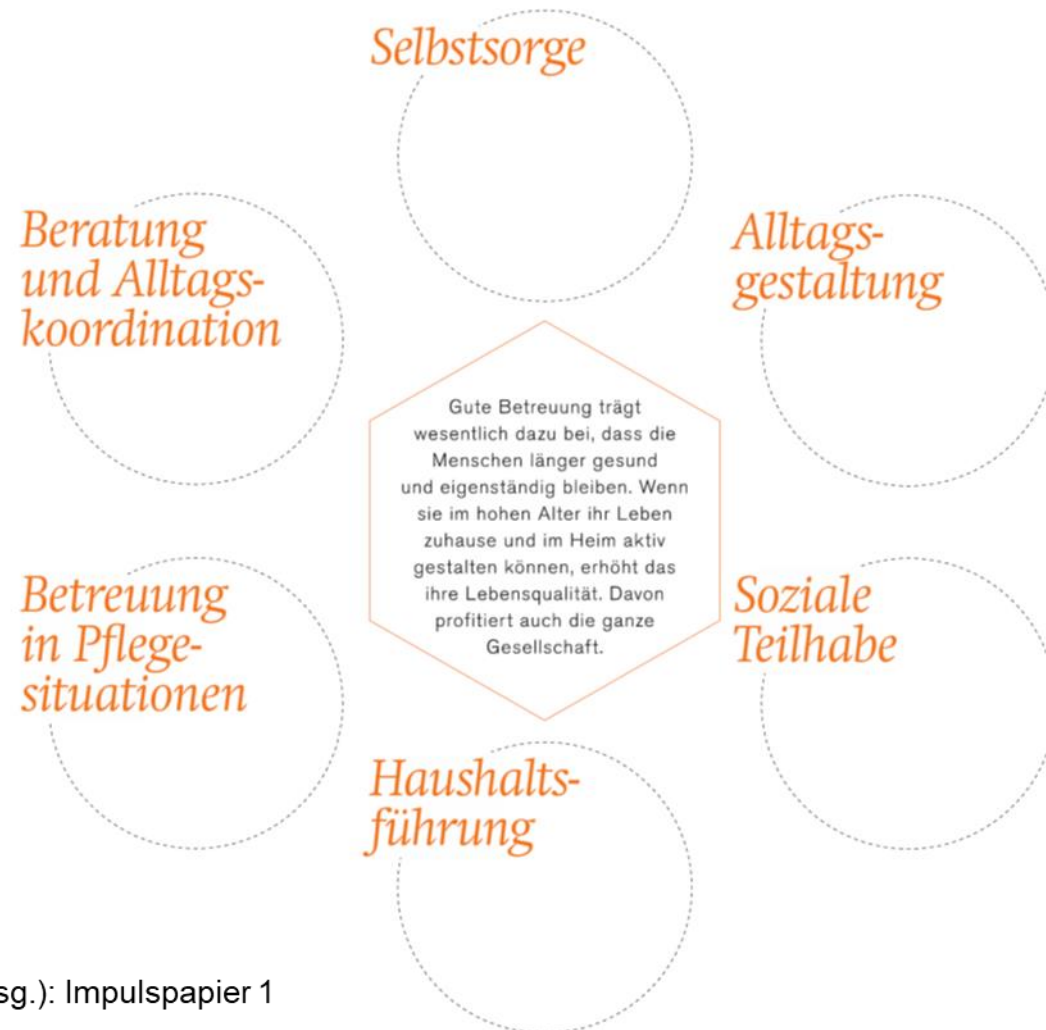 Selbstsorge
Beratung
und Alltags-
koordination
Alltags-
gestaltung
Gute Betreuung trägt
wesentlich dazu bei, dass die
Menschen länger gesund
und eigenständig bleiben. Wenn
sie im hohen Alter ihr Leben
zuhause und im Heim aktiv
gestalten können, erhöht das
ihre Lebensqualität. Davon
profitiert auch die ganze
Gesellschaft.
Betreuung
in Pflege-
situationen
Soziale
Teilhabe
Haushalts-
führung
sg.): Impulspapier 1